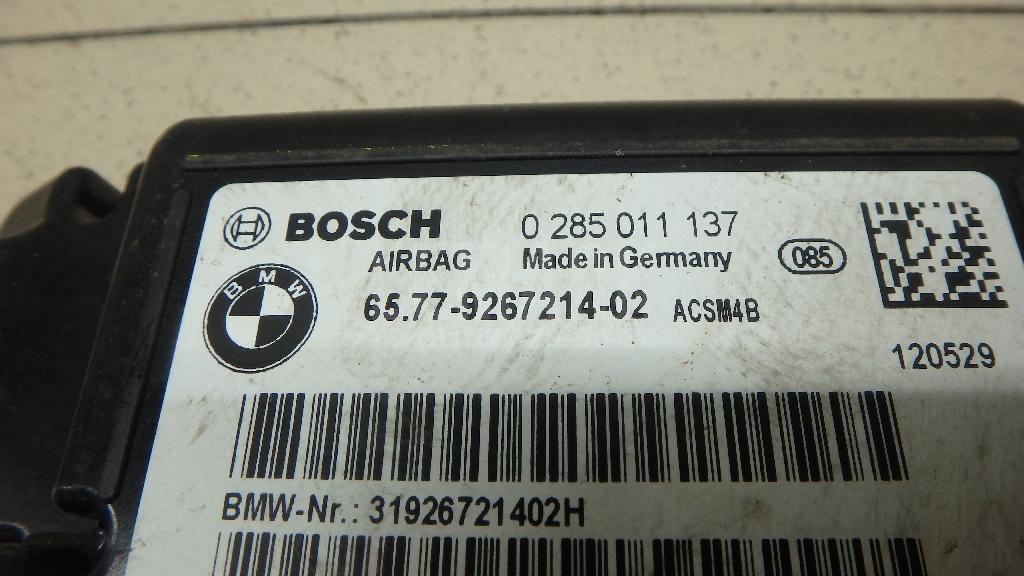 BOSCH 0 285 011 137
AIRBAG Made in Germany 085
BMW
65.77-9267214-02 ACSM4B
120529
BMW-Nr.: 31926721402H